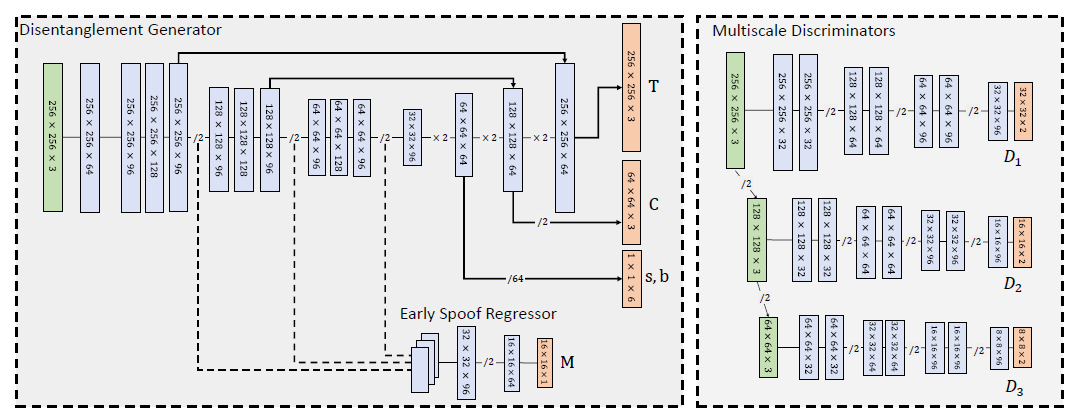 Disentanglement Generator
256 × 256 × 3
256 × 256 × 64
256 × 256 × 96
256 × 256 × 128
256 × 256 × 96
/2
128 × 128 × 96
128 × 128 × 128
128 × 128 × 96
/2
64 × 64 × 96
64 × 64 × 128
64 × 64 × 96
/2
32 × 32 × 96
× 2
64 × 64 × 64
× 2
128 × 128 × 64
× 2
256 × 256 × 64
256 × 256 × 3
T
/2
64 × 64 × 3
C
/64
1 × 1 × 6
s, b
Early Spoof Regressor
32 × 32 × 96
/2
16 × 16 × 64
16 × 16 × 1
M
Multiscale Discriminators
256 × 256 × 3
256 × 256 × 32
256 × 256 × 32
/2
128 × 128 × 64
128 × 128 × 64
/2
64 × 64 × 96
64 × 64 × 96
/2
32 × 32 × 96
32 × 32 × 2
D1
/2
128 × 128 × 3
128 × 128 × 32
128 × 128 × 32
/2
64 × 64 × 64
64 × 64 × 64
/2
32 × 32 × 96
32 × 32 × 96
/2
16 × 16 × 96
16 × 16 × 2
D2
/2
64 × 64 × 3
64 × 64 × 32
64 × 64 × 64
/2
32 × 32 × 64
32 × 32 × 64
/2
16 × 16 × 96
16 × 16 × 96
/2
8 × 8 × 96
8 × 8 × 2
D3